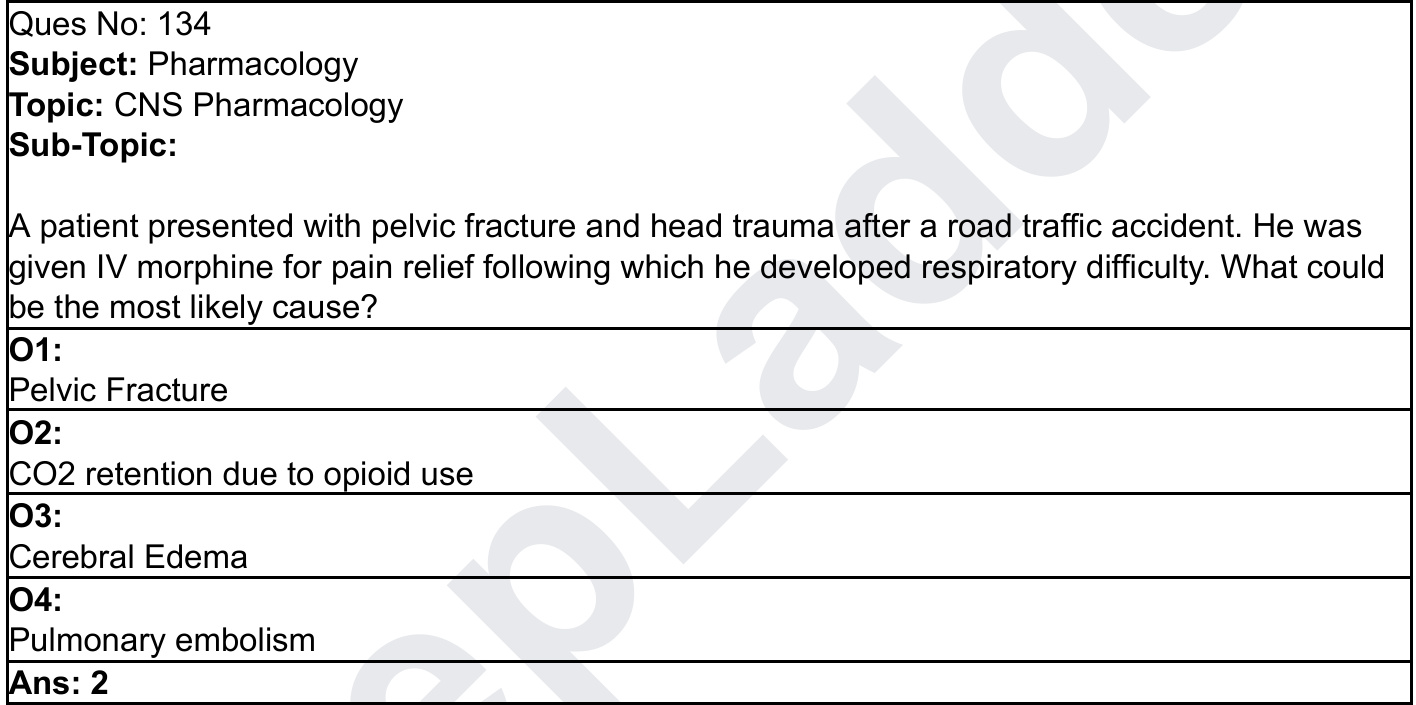 Ques No: 134
Subject: Pharmacology
Topic: CNS Pharmacology
Sub-Topic:
A patient presented with pelvic fracture and head trauma after a road traffic accident. He was
given IV morphine for pain relief following which he developed respiratory difficulty. What could
be the most likely cause?
O1:
Pelvic Fracture
O2:
CO2 retention due to opioid use
O3:
Cerebral Edema
O4:
Pulmonary embolism
Ans: 2
epLadd